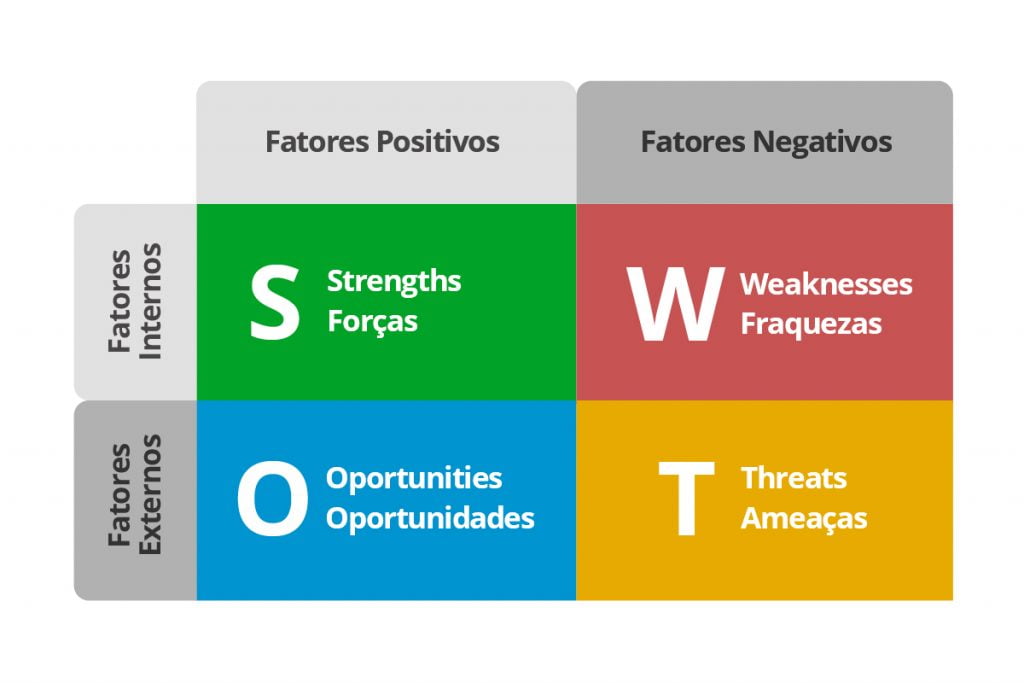 Fatores Positivos
Fatores Negativos
Fatores
Internos
S
Strengths
Forças
W
Weaknesses
Fraquezas
Fatores
Externos
O
Oportunities
Oportunidades
T
Threats
Ameaças